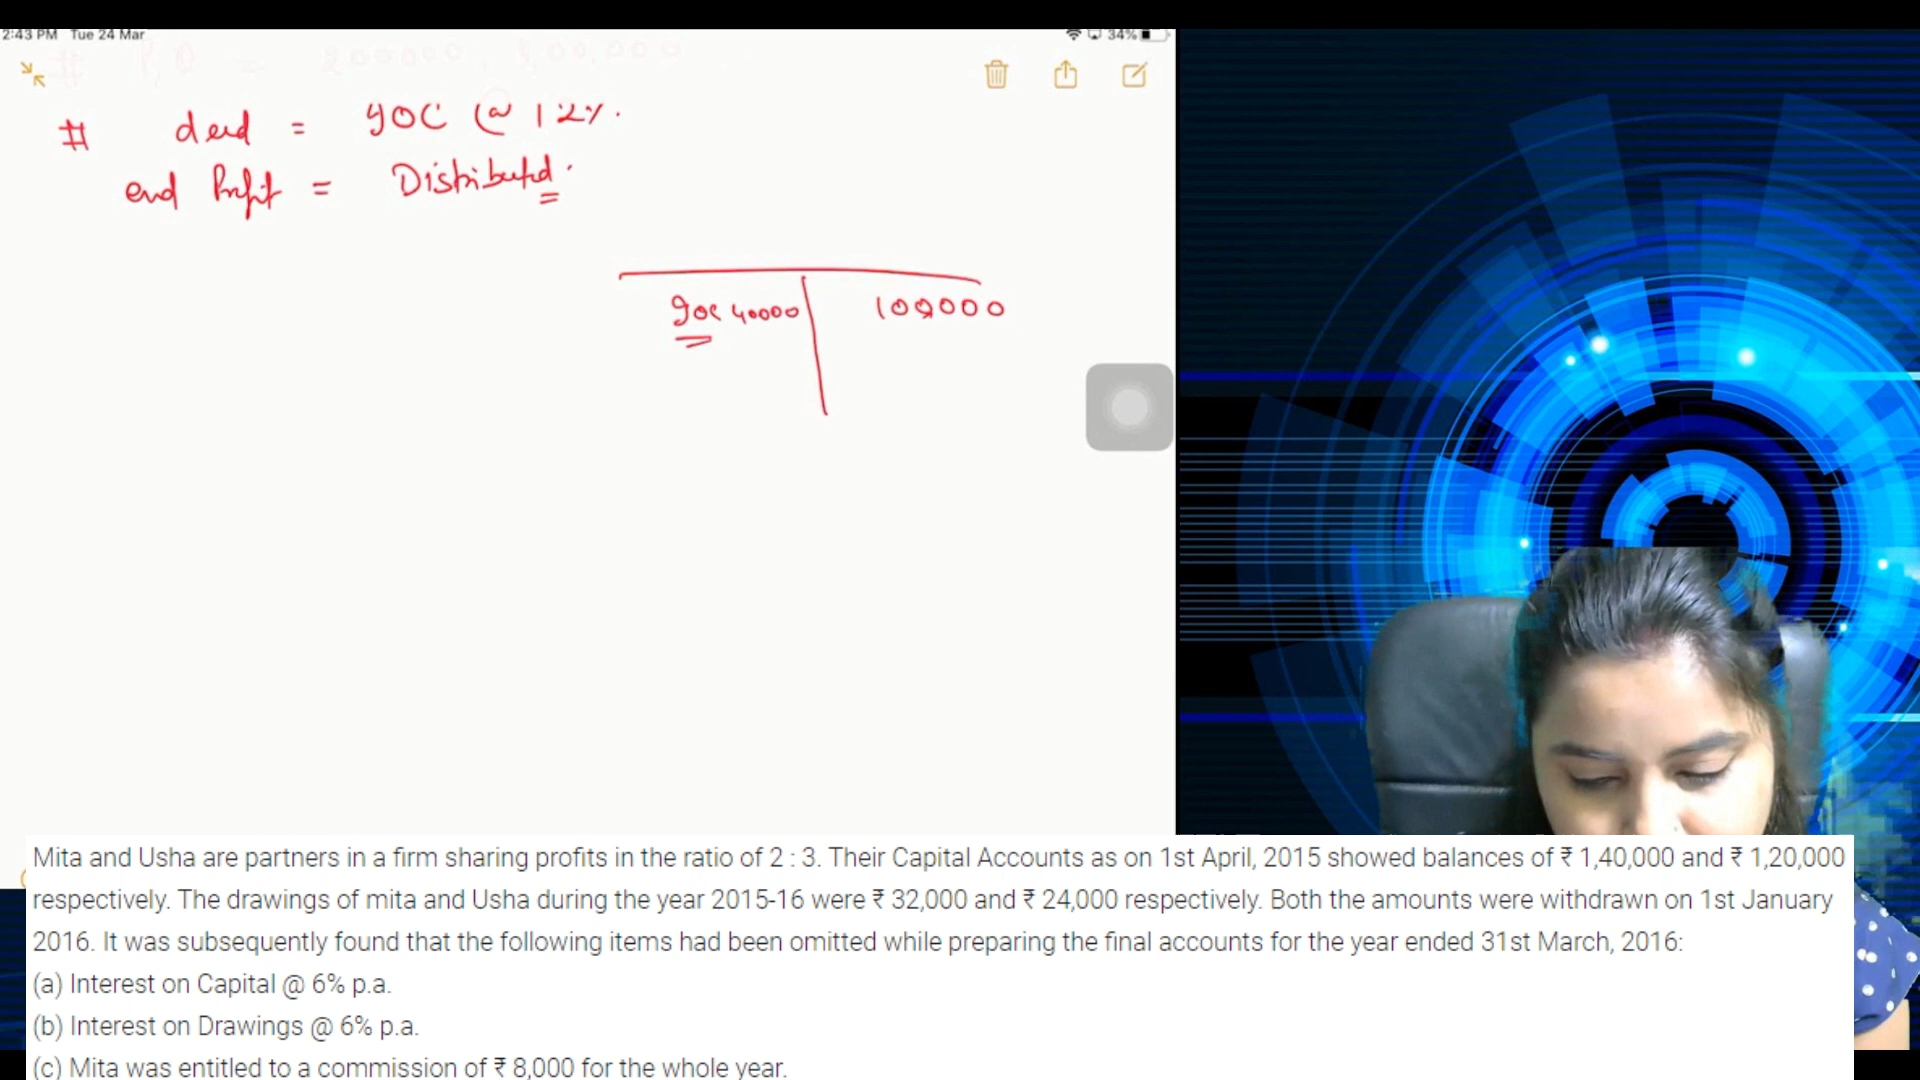 2:43 PM Tue 24 Mar 34%
# deed = IOC @ 12%.
end Profit = Distributed.
IOC 40000 100000
Mita and Usha are partners in a firm sharing profits in the ratio of 2 : 3. Their Capital Accounts as on 1st April, 2015 showed balances of ₹ 1,40,000 and ₹ 1,20,000
respectively. The drawings of mita and Usha during the year 2015-16 were ₹ 32,000 and ₹ 24,000 respectively. Both the amounts were withdrawn on 1st January
2016. It was subsequently found that the following items had been omitted while preparing the final accounts for the year ended 31st March, 2016:
(a) Interest on Capital @ 6% p.a.
(b) Interest on Drawings @ 6% p.a.
(c) Mita was entitled to a commission of ₹ 8,000 for the whole year.